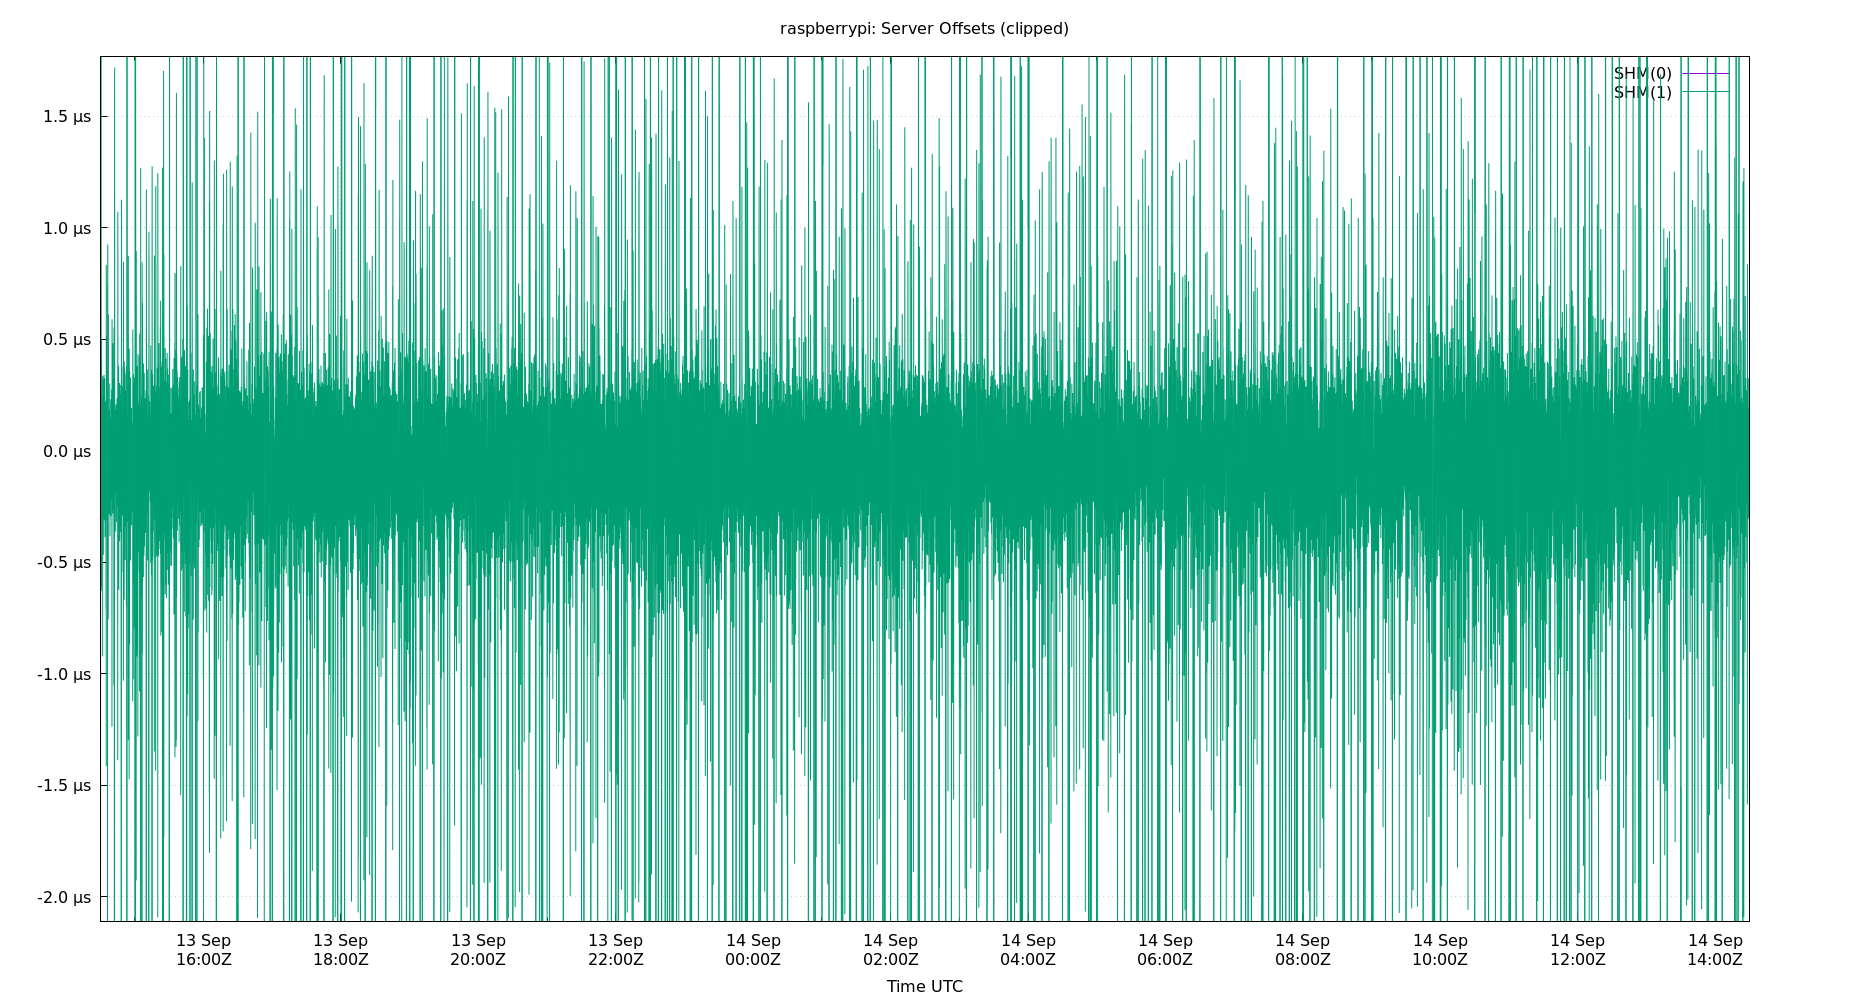 raspberrypi: Server Offsets (clipped)
SHM(0)
SHM(1)
1.5 µs
1.0 µs
0.5 µs
0.0 µs
-0.5 µs
-1.0 µs
-1.5 µs
-2.0 µs
13 Sep 13 Sep 13 Sep 13 Sep 14 Sep 14 Sep 14 Sep 14 Sep 14 Sep 14 Sep 14 Sep 14 Sep
16:00Z 18:00Z 20:00Z 22:00Z 00:00Z 02:00Z 04:00Z 06:00Z 08:00Z 10:00Z 12:00Z 14:00Z
Time UTC